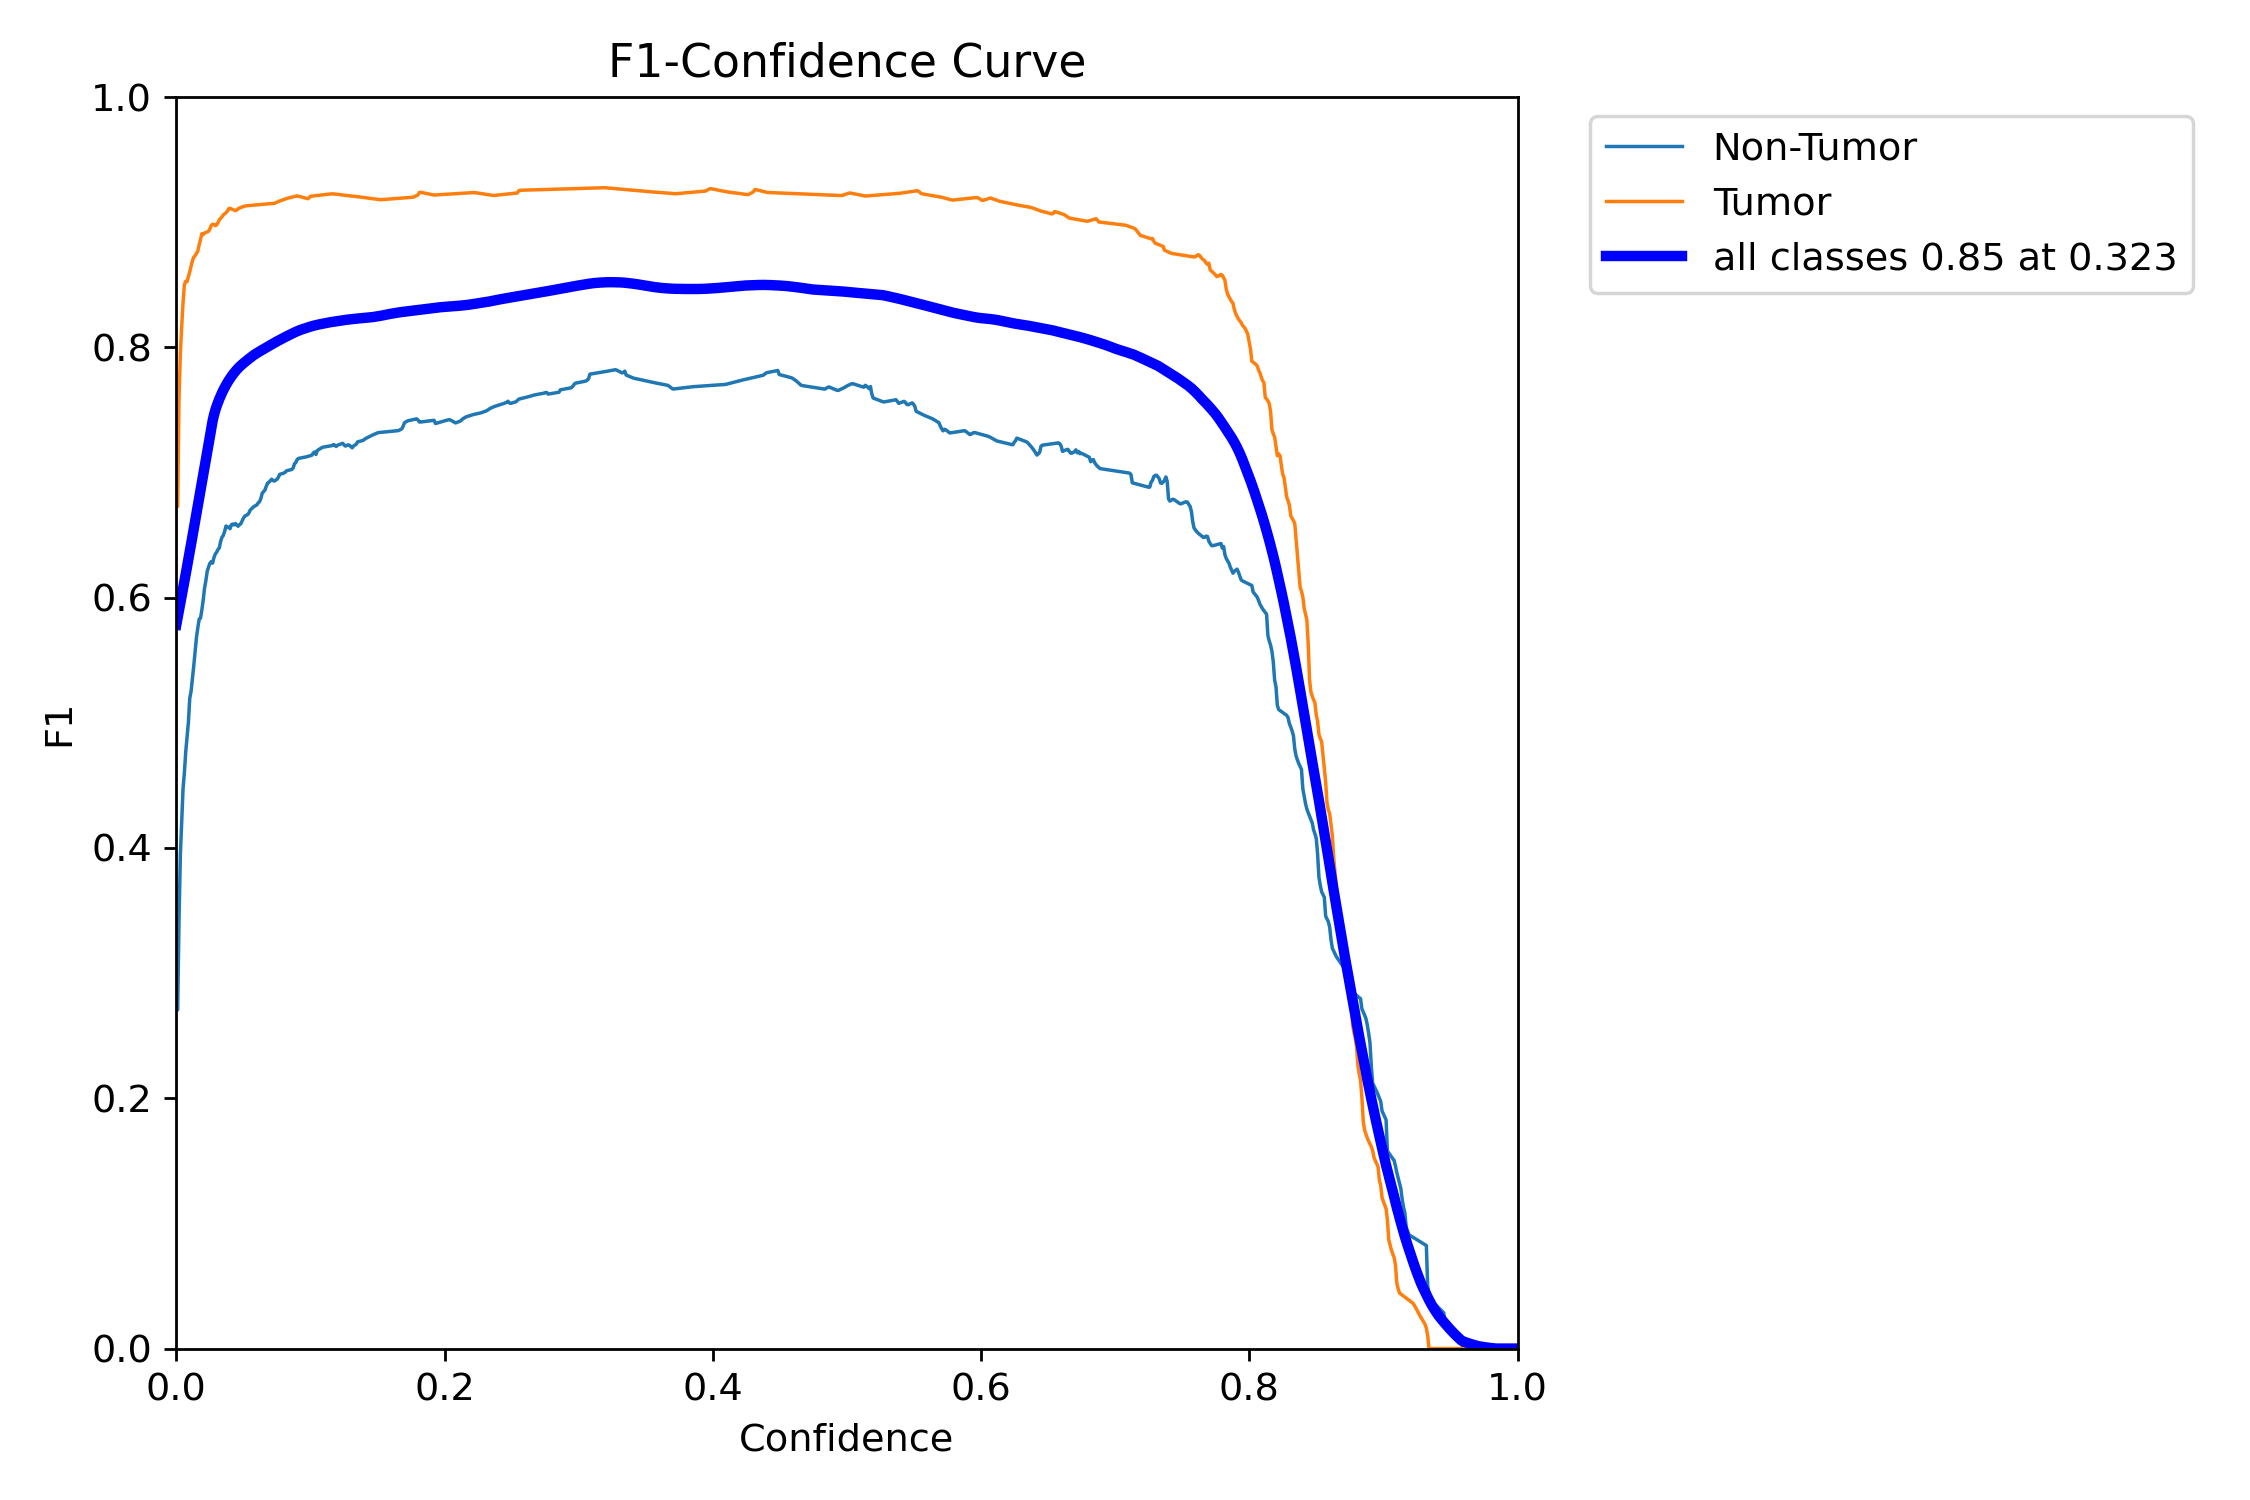 F1-Confidence Curve
1.0
0.8
0.6
0.4
0.2
0.0
F1
0.0 0.2 0.4 0.6 0.8 1.0
Confidence
Non-Tumor
Tumor
all classes 0.85 at 0.323